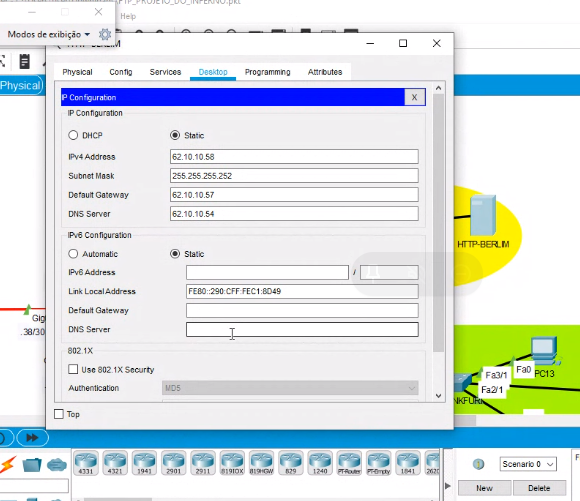 PTP_PROJETO_DO_INFERNO.pkt
Help
Modos de exibição
HTTP-BERLIM
Physical
Physical Config Services Desktop Programming Attributes
IP Configuration X
IP Configuration
DHCP Static
IPv4 Address 62.10.10.58
Subnet Mask 255.255.255.252
Default Gateway 62.10.10.57
DNS Server 62.10.10.54
IPv6 Configuration
Automatic Static
IPv6 Address /
Link Local Address FE80::290:CFF:FEC1:8D49
Default Gateway
DNS Server
802.1X
Use 802.1X Security
Authentication MD5
Top
HTTP-BERLIM
Gig
.38/30
Fa0 PC13
Fa3/1
Fa2/1
NKFUR
4331 4321 1941 2901 2911 819IOX 819HGW 829 1240 PT-Router PT-Empty 1841 2620
Scenario 0
New Delete